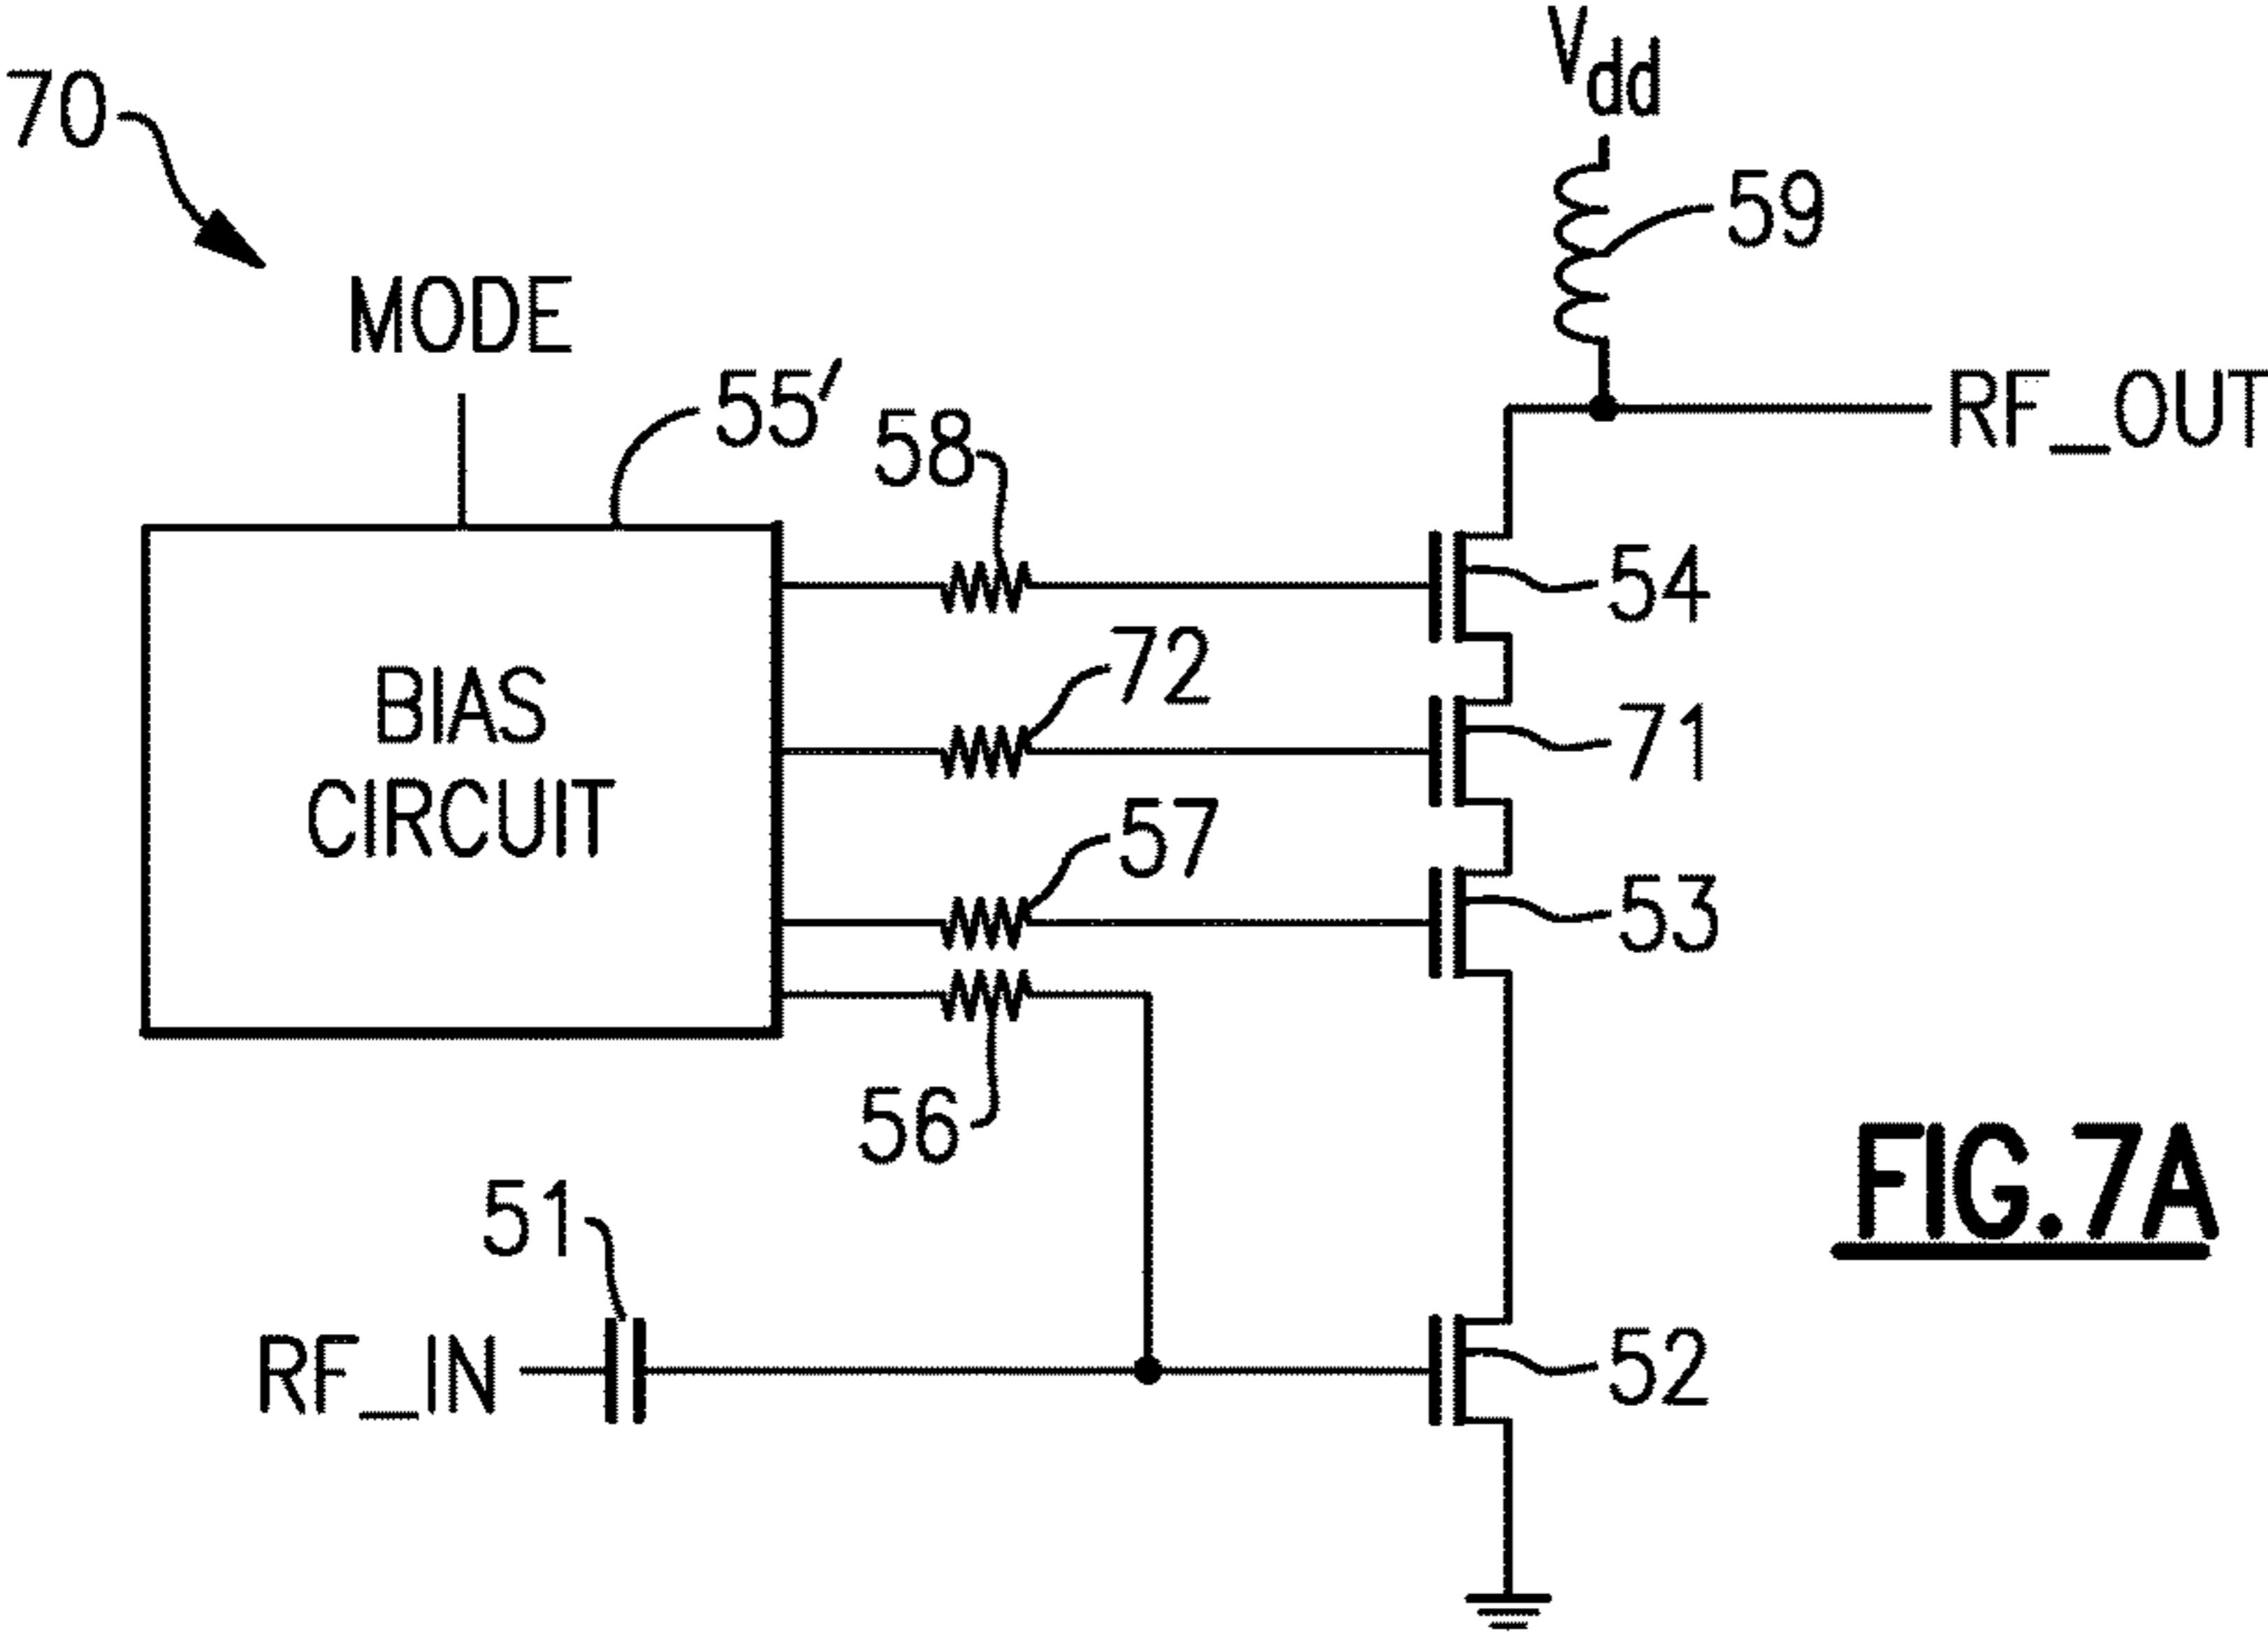 70
V_dd
59
MODE
55′
58
RF_OUT
54
72
71
BIAS
CIRCUIT
57
53
56
51
FIG.7A
RF_IN
52